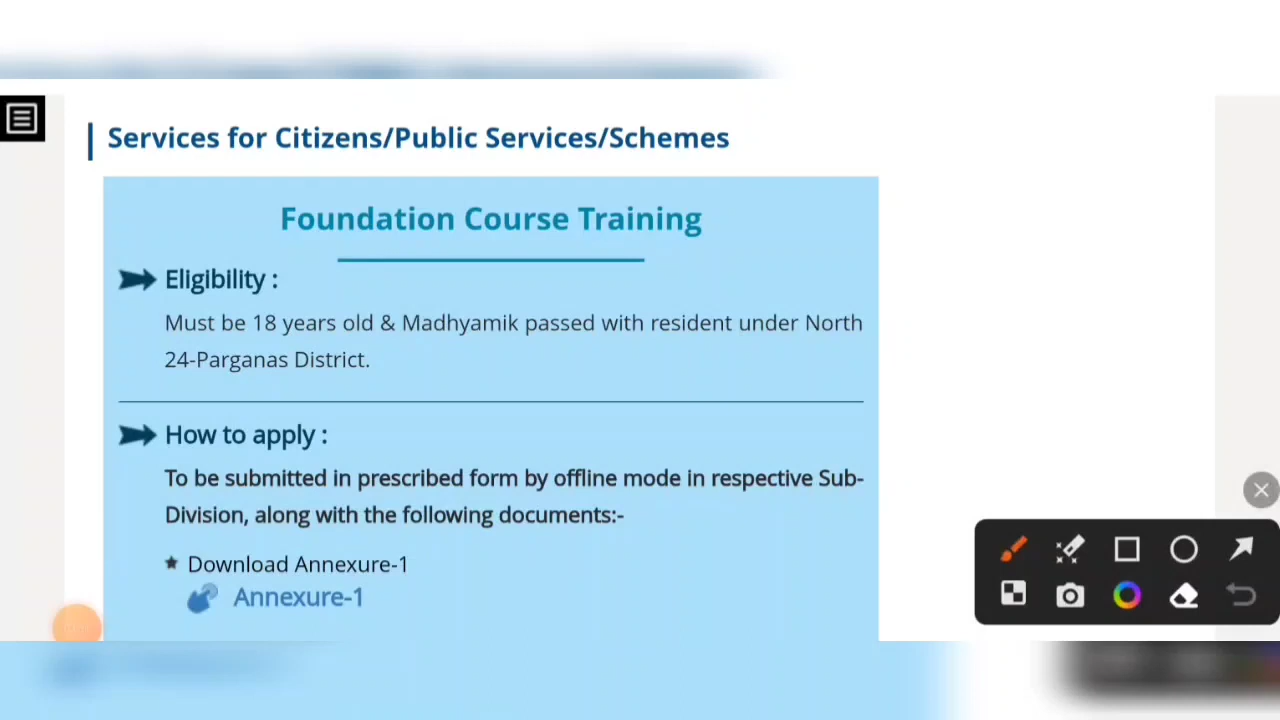 Services for Citizens/Public Services/Schemes
Foundation Course Training
Eligibility :
Must be 18 years old & Madhyamik passed with resident under North
24-Parganas District.
How to apply :
To be submitted in prescribed form by offline mode in respective Sub-
Division, along with the following documents:-
Download Annexure-1
Annexure-1